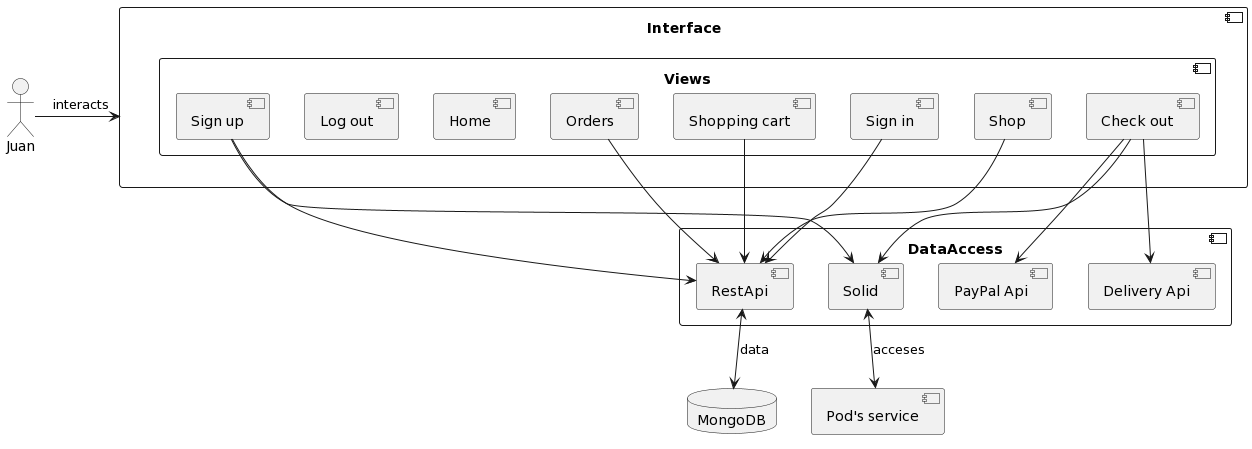 Interface
Views
Sign up
Log out
Home
Orders
Shopping cart
Sign in
Shop
Check out
interacts
Juan
DataAccess
RestApi
Solid
PayPal Api
Delivery Api
data
acceses
MongoDB
Pod's service